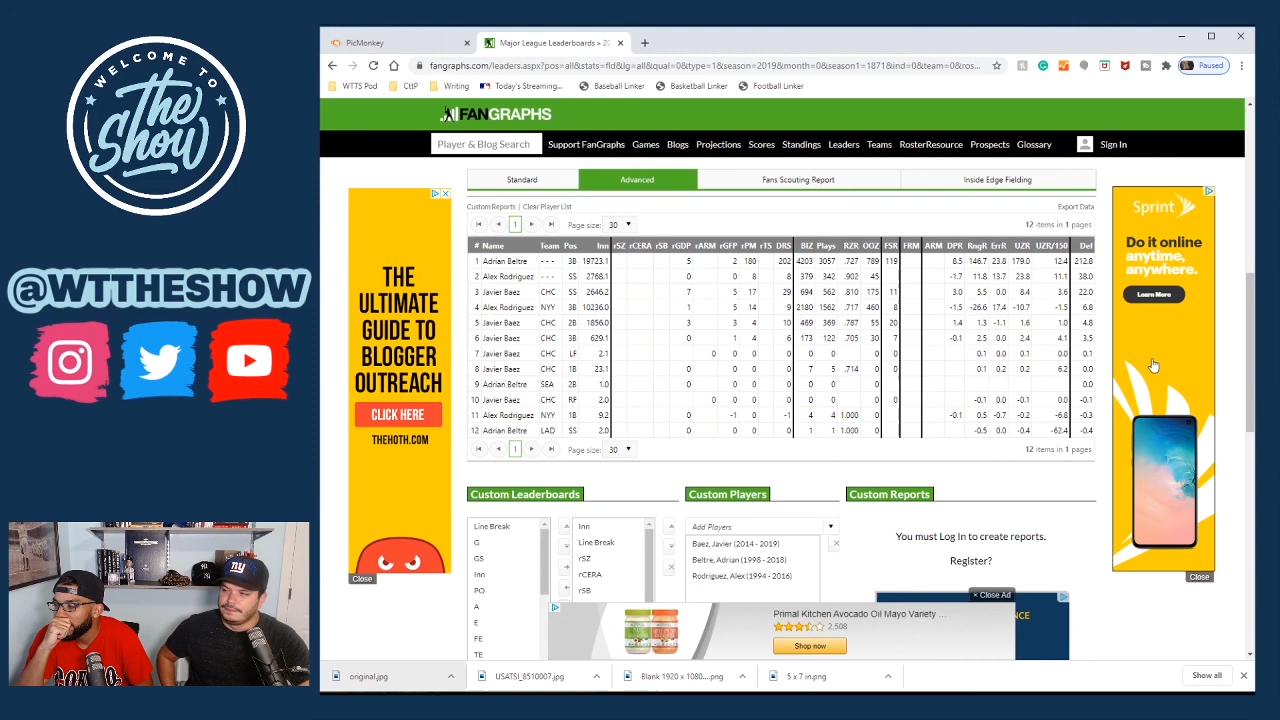 WELCOME TO
The
Show
@WTTHESHOW
PicMonkey
Major League Leaderboards » 20
fangraphs.com/leaders.aspx?pos=all&stats=fld&lg=all&qual=0&type=1&season=2019&month=0&season1=1871&ind=0&team=0&ros...
Paused
WTTS Pod CttP Writing Today's Streaming... Baseball Linker Basketball Linker Football Linker
FANGRAPHS
Player & Blog Search Support FanGraphs Games Blogs Projections Scores Standings Leaders Teams RosterResource Prospects Glossary Sign In
Standard Advanced Fans Scouting Report Inside Edge Fielding
Custom Reports | Clear Player List Export Data
1 Page size: 30 12 items in 1 pages
# Name Team Pos Inn rSZ rCERA rSB rGDP rARM rGFP rPM rTS DRS BIZ Plays RZR OOZ FSR FRM ARM DPR RngR ErrR UZR UZR/150 Def
1 Adrian Beltre - - - 3B 19723.1 5 2 180 202 4203 3057 .727 789 119 8.5 146.7 23.8 179.0 12.4 212.8
2 Alex Rodriguez - - - SS 2768.1 0 0 8 8 379 342 .902 45 -1.7 11.8 13.7 23.8 11.1 38.0
3 Javier Baez CHC SS 2646.2 7 5 17 29 694 562 .810 175 11 3.0 5.5 0.0 8.4 3.6 22.0
4 Alex Rodriguez NYY 3B 10236.0 1 5 14 9 2180 1562 .717 460 8 -1.5 -26.6 17.4 -10.7 -1.5 6.8
5 Javier Baez CHC 2B 1856.0 3 3 4 10 469 369 .787 55 20 1.4 1.3 -1.1 1.6 1.0 4.8
6 Javier Baez CHC 3B 629.1 0 1 4 6 173 122 .705 30 7 -0.1 2.5 0.0 2.4 4.1 3.5
7 Javier Baez CHC LF 2.1 0 0 0 0 0 0 0 0 0.1 0.0 0.1 0.0
8 Javier Baez CHC 1B 23.1 0 0 0 0 7 5 .714 0 0 0.0 0.1 0.2 0.2 6.2 0.0
9 Adrian Beltre SEA 2B 1.0 0 0 0 0 0 0 0 0.0
10 Javier Baez CHC RF 2.0 0 0 0 0 0 0 0 0 -0.1 0.0 -0.1 0.0 -0.1
11 Alex Rodriguez NYY 1B 9.2 0 -1 0 -1 4 4 1.000 0 -0.1 0.5 -0.7 -0.2 -6.8 -0.3
12 Adrian Beltre LAD SS 2.0 0 0 0 0 1 1 1.000 0 -0.5 0.0 -0.4 -62.4 -0.4
1 Page size: 30 12 items in 1 pages
Custom Leaderboards Custom Players Custom Reports
Line Break
G
GS
Inn
PO
A
E
FE
TE
Inn
Line Break
rSZ
rCERA
rSB
Add Players
Baez, Javier (2014 - 2019)
Beltre, Adrian (1998 - 2018)
Rodriguez, Alex (1994 - 2016)
You must Log In to create reports.
Register?
THE
ULTIMATE
GUIDE TO
BLOGGER
OUTREACH
CLICK HERE
THEHOTH.COM
Close
Sprint
Do it online
anytime,
anywhere.
Learn More
Close
× Close Ad
Primal Kitchen Avocado Oil Mayo Variety ...
2,508
Shop now
NCE
original.jpg USATSI_8510007.jpg Blank 1920 x 1080....png 5 x 7 in.png Show all
NY